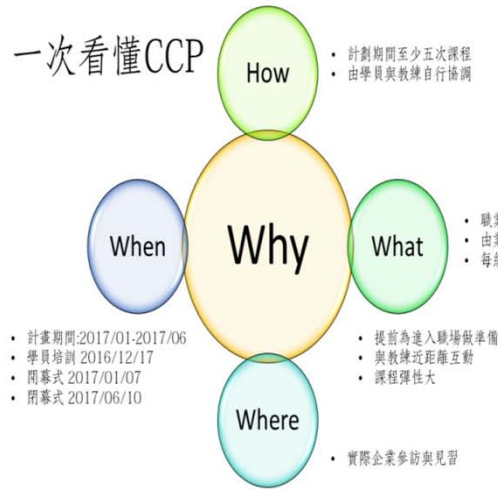 一次看懂CCP
How
• 計劃期間至少五次課程
• 由學員與教練自行協調
When
Why
What
• 職
• 由
• 每
• 計畫期間:2017/01-2017/06
• 學員培訓 2016/12/17
• 開幕式 2017/01/07
• 閉幕式 2017/06/10
• 提前為進入職場做準備
• 與教練近距離互動
• 課程彈性大
Where
• 實際企業參訪與見習